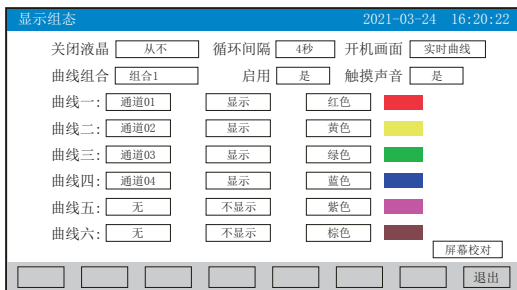 显示组态 2021-03-24 16:20:22
关闭液晶 从不 循环间隔 4秒 开机画面 实时曲线
曲线组合 组合1 启用 是 触摸声音 是
曲线一: 通道01 显示 红色
曲线二: 通道02 显示 黄色
曲线三: 通道03 显示 绿色
曲线四: 通道04 显示 蓝色
曲线五: 无 不显示 紫色
曲线六: 无 不显示 棕色
屏幕校对
退出